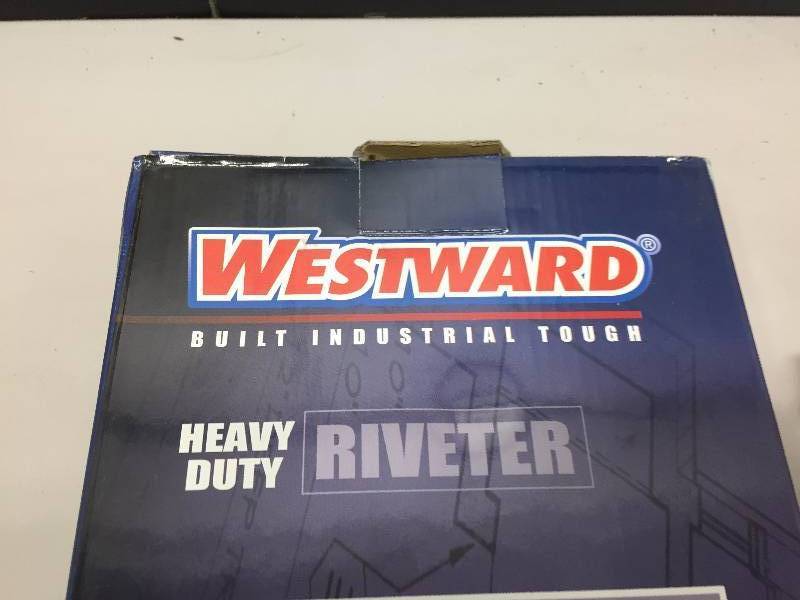 WESTWARD®
BUILT INDUSTRIAL TOUGH
HEAVY DUTY
RIVETER